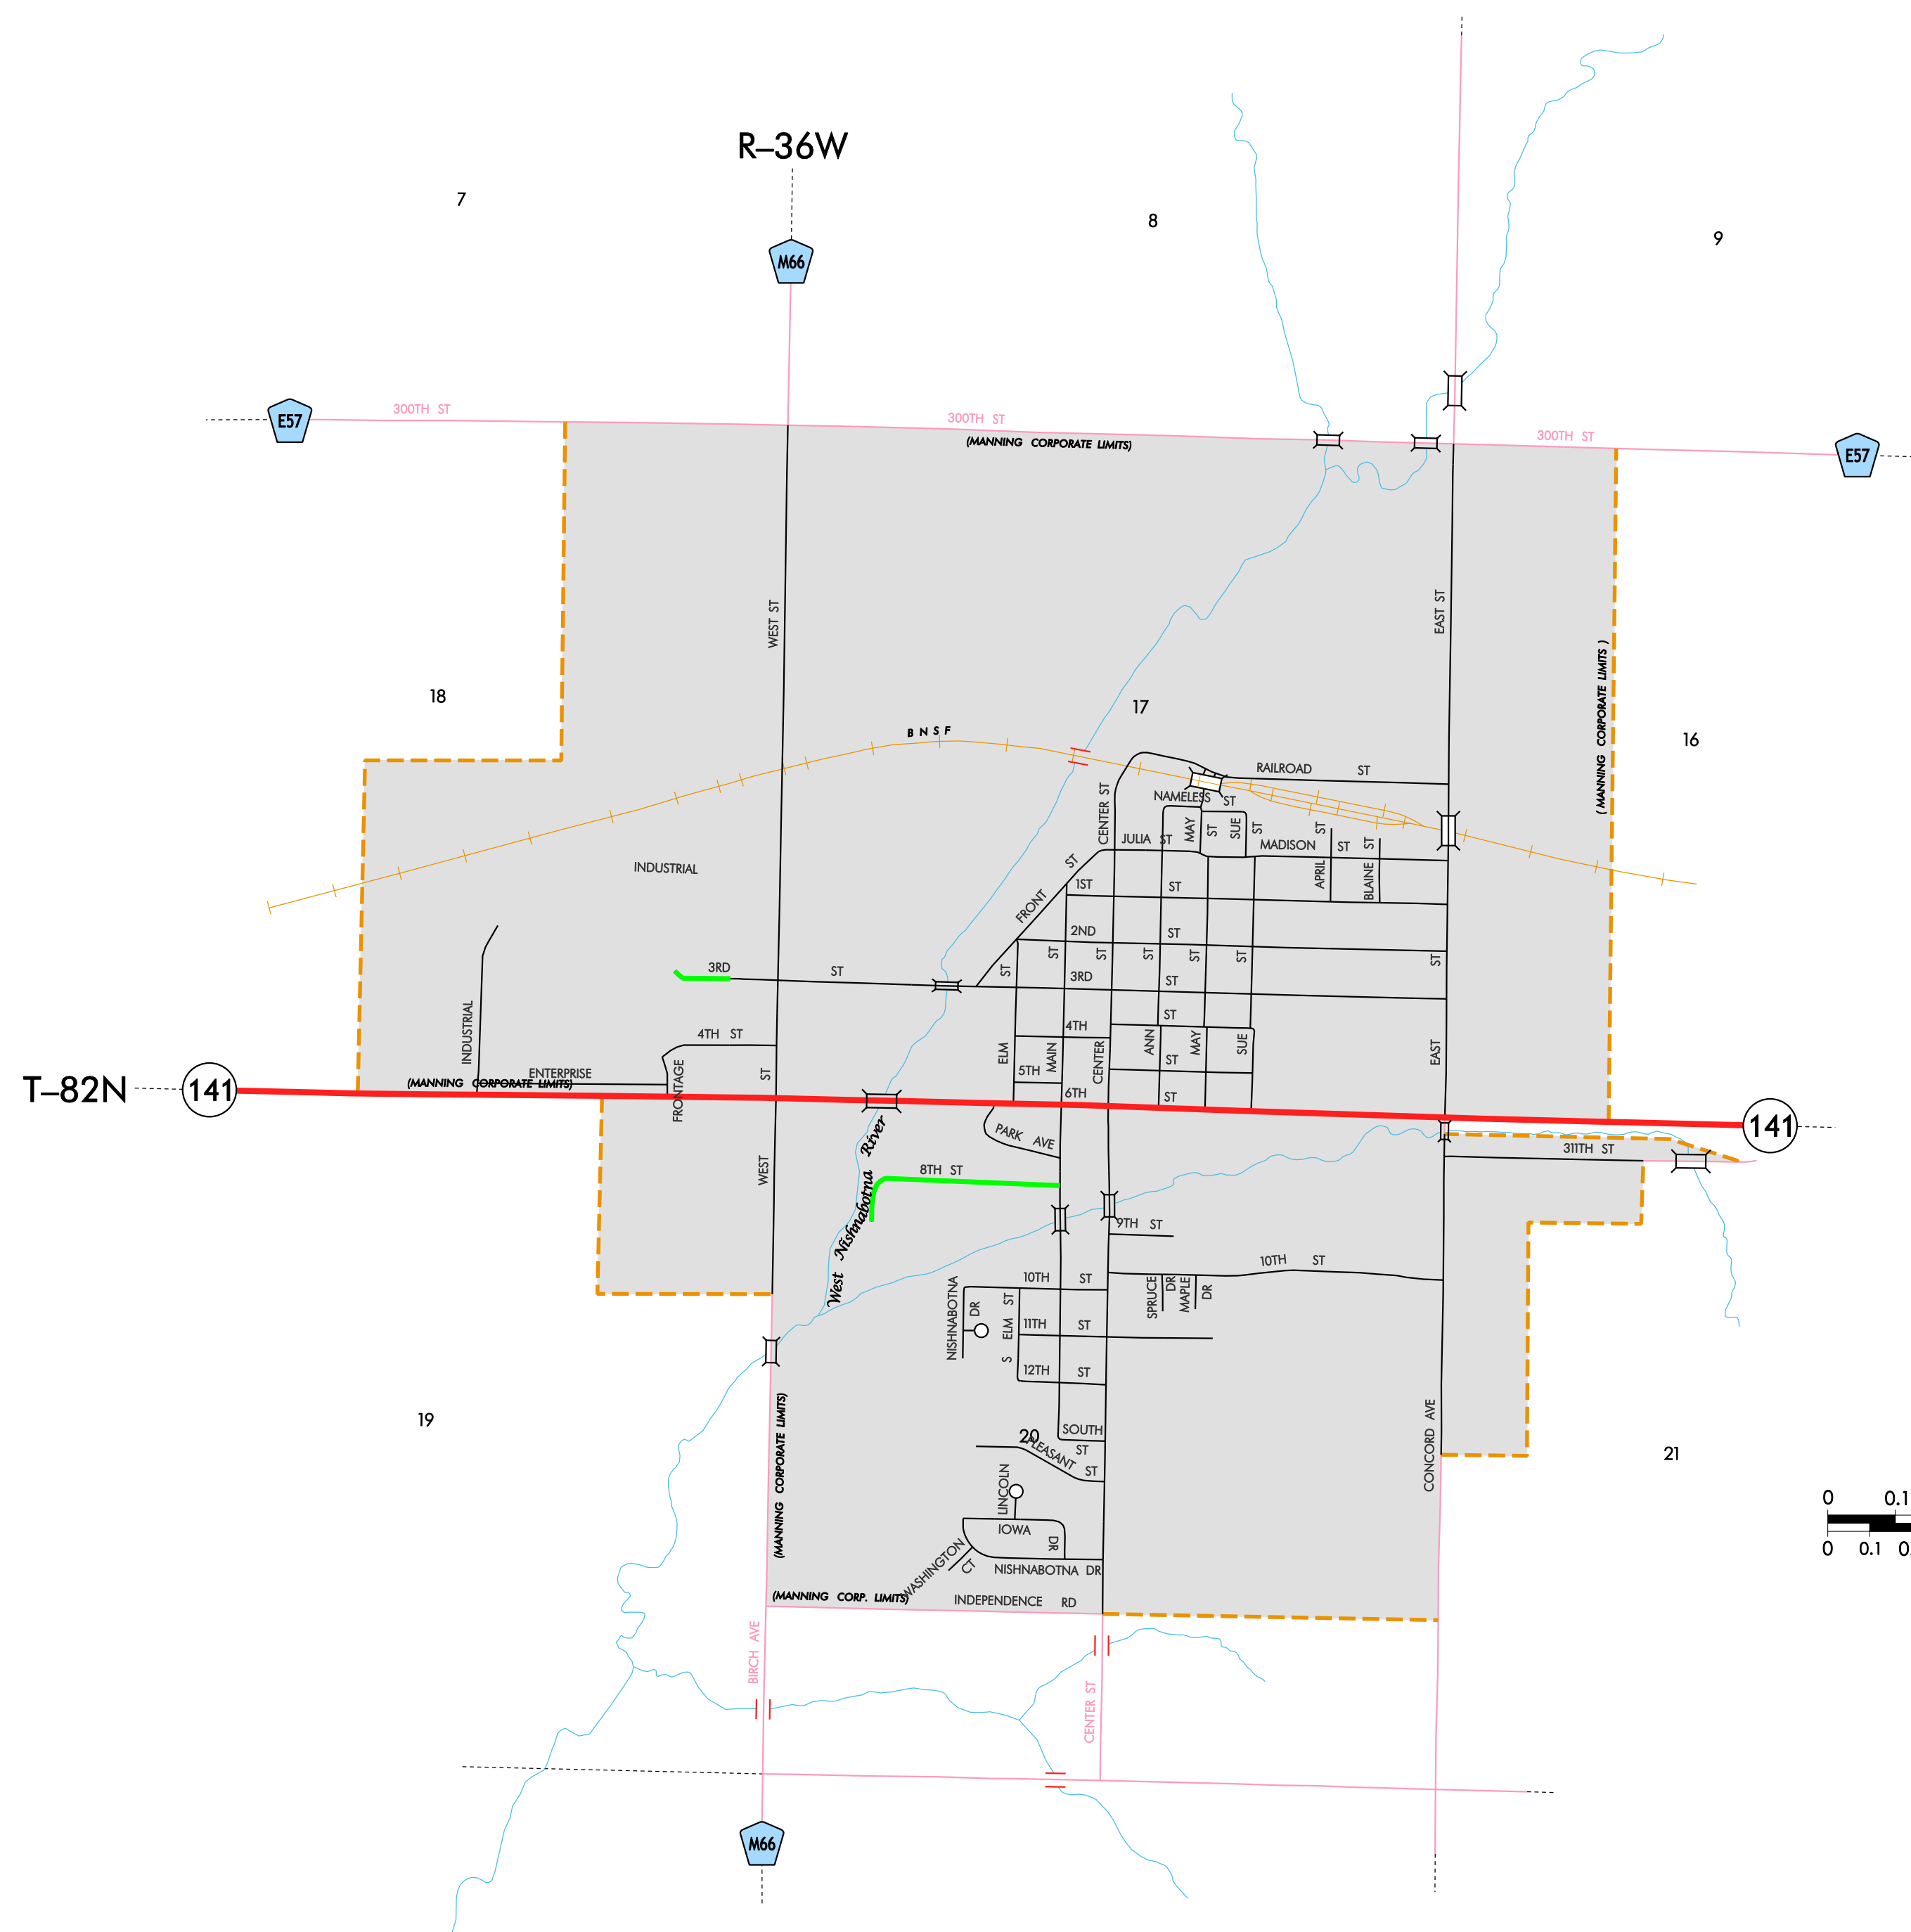 R–36W
7
8
9
M66
E57
300TH ST
300TH ST
(MANNING CORPORATE LIMITS)
300TH ST
E57
WEST ST
EAST ST
(MANNING CORPORATE LIMITS )
18
17
16
BNSF
RAILROAD ST
NAMELESS ST
CENTER ST
JULIA ST
MAY ST
SUE ST
MADISON ST
APRIL ST
BLAINE ST
INDUSTRIAL
FRONT ST
1ST ST
2ND ST
ST
ST
ST
ST
ST
ST
ST
3RD ST
3RD ST
INDUSTRIAL
4TH ST
4TH ST
ELM
MAIN
CENTER
ANN
MAY
SUE
EAST
ST
5TH ST
ENTERPRISE
FRONTAGE
(MANNING CORPORATE LIMITS)
6TH ST
T–82N
141
141
PARK AVE
311TH ST
WEST
West Nishnabotna River
8TH ST
9TH ST
10TH ST
10TH ST
NISHNABOTNA DR
S ELM ST
SPRUCE DR
MAPLE DR
11TH ST
12TH ST
19
(MANNING CORPORATE LIMITS)
SOUTH ST
20
PLEASANT ST
CONCORD AVE
21
LINCOLN
IOWA
DR
WASHINGTON CT
NISHNABOTNA DR
(MANNING CORP. LIMITS)
INDEPENDENCE RD
0 0.1
0 0.1
BIRCH AVE
CENTER ST
M66